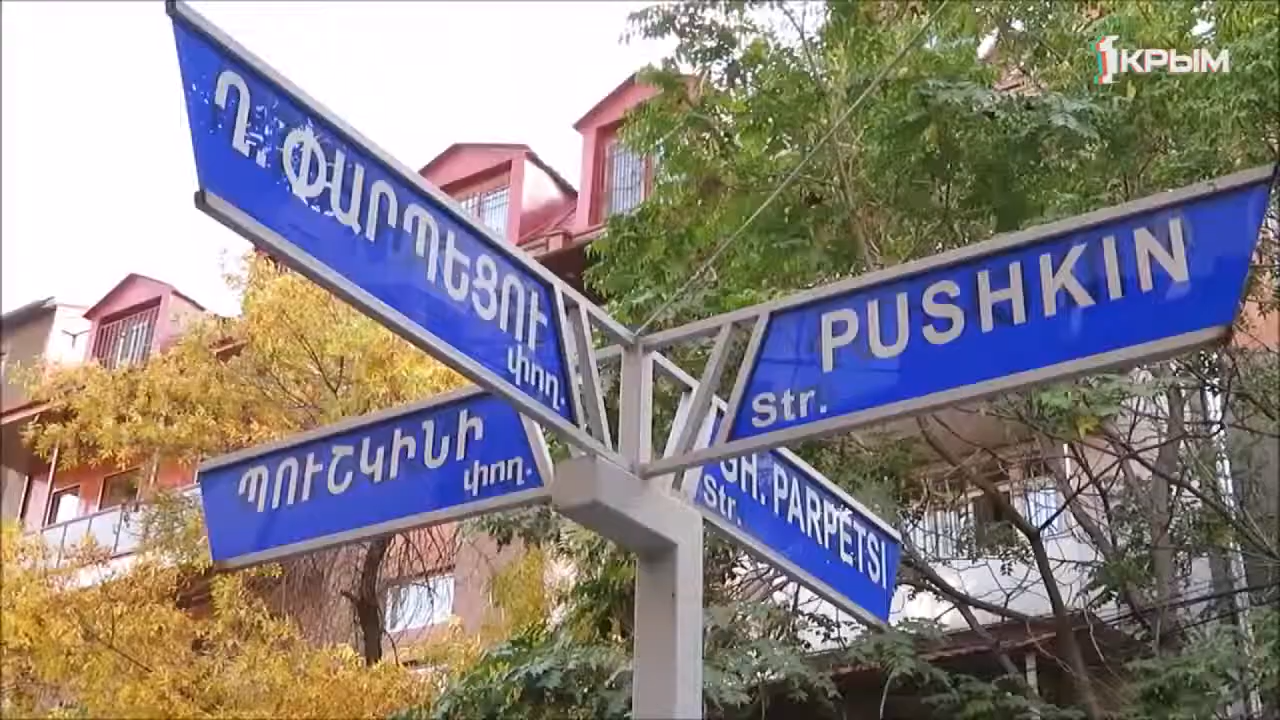 1КРЫМ
Ղ. ՓԱՐՊԵՑՈՒ
փող.
PUSHKIN
Str.
ՊՈՒՇԿԻՆԻ
փող.
GH. PARPETSI
Str.